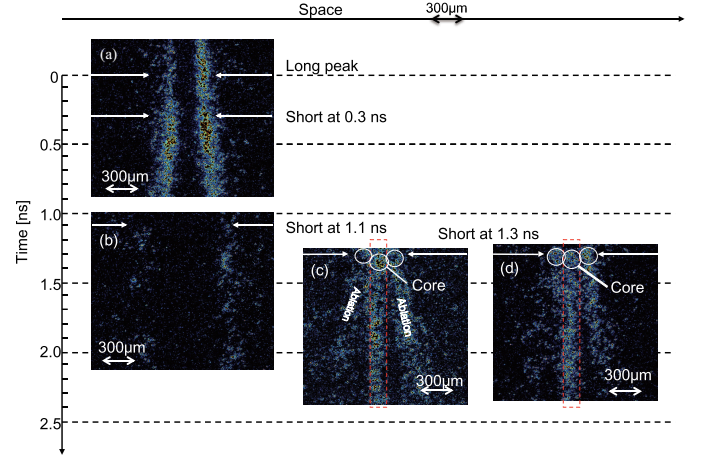 Space
300μm
(a)
Long peak
0
Short at 0.3 ns
0.5
300μm
Time [ns]
1.0
(b)
Short at 1.1 ns
Short at 1.3 ns
(c)
Core
Ablation
Ablation
(d)
Core
1.5
2.0
300μm
300μm
300μm
2.5